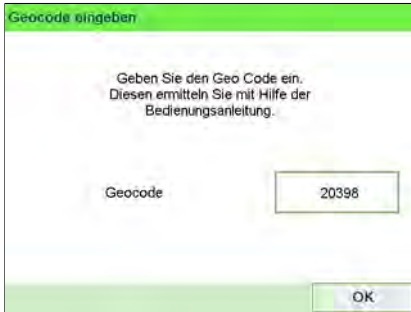 Geocode eingeben
Geben Sie den Geo Code ein.
Diesen ermitteln Sie mit Hilfe der
Bedienungsanleitung.
Geocode
20398
OK